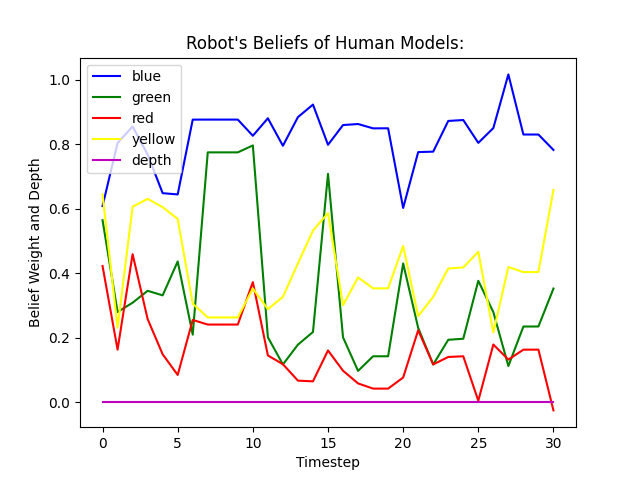 Robot's Beliefs of Human Models:
blue
green
red
yellow
depth
Belief Weight and Depth
1.0
0.8
0.6
0.4
0.2
0.0
0 5 10 15 20 25 30
Timestep